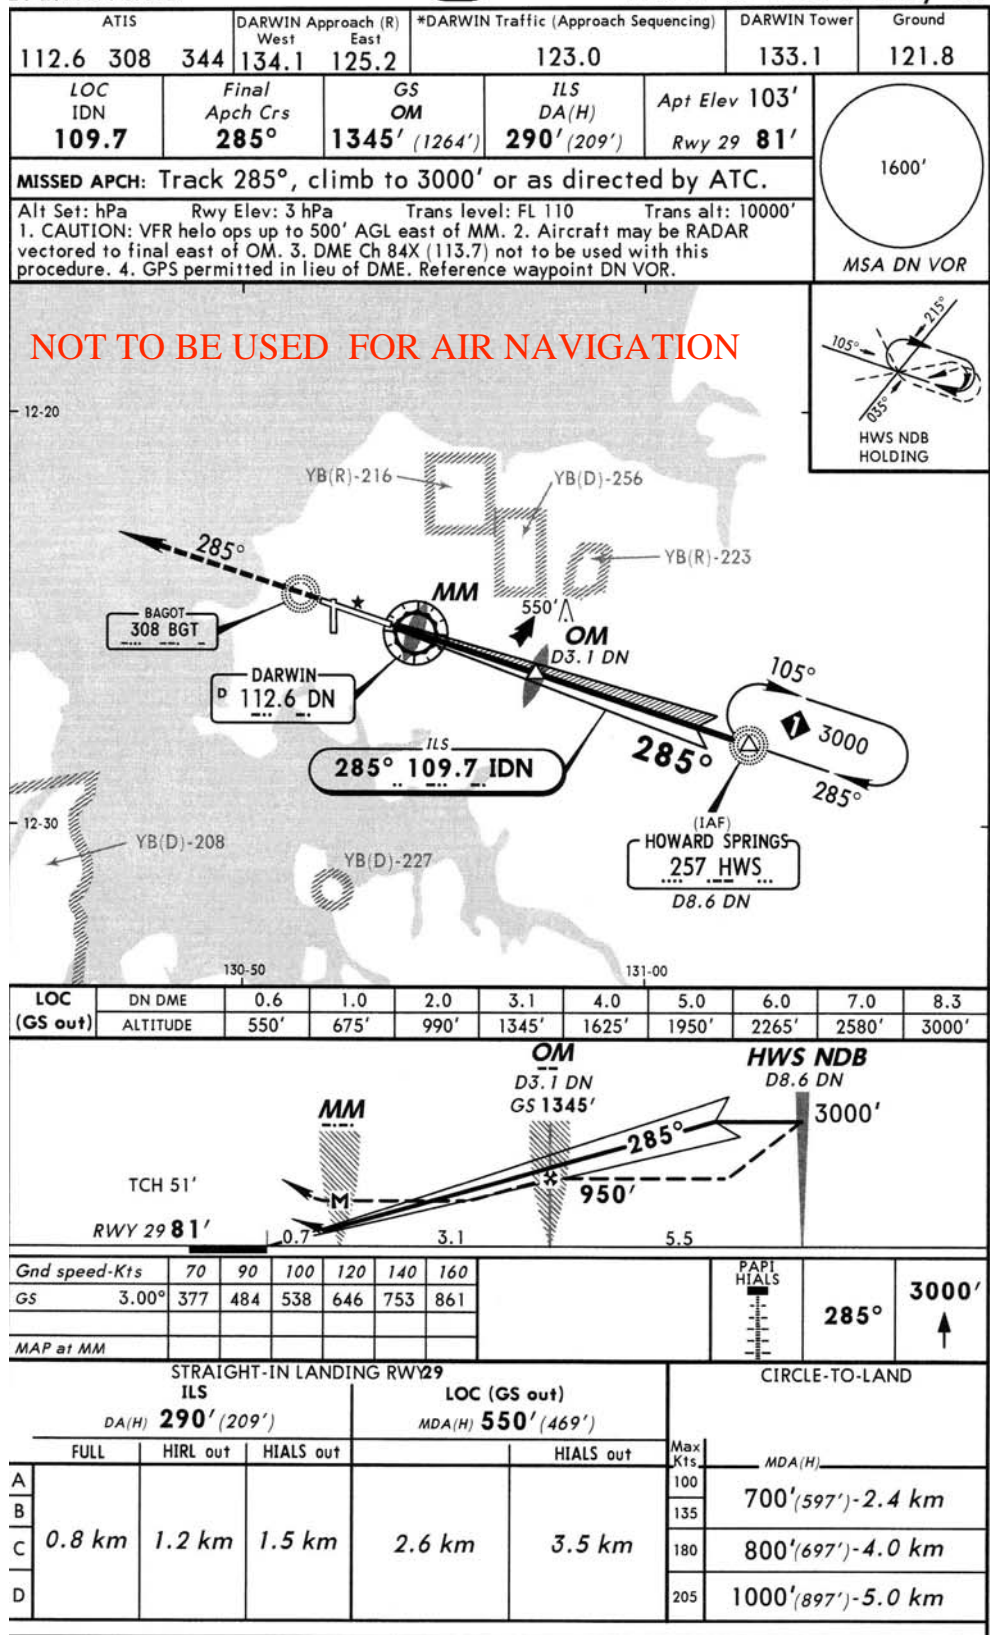 ATIS
112.6 308 344
DARWIN Approach (R)
West East
134.1 125.2
*DARWIN Traffic (Approach Sequencing)
123.0
DARWIN Tower
133.1
Ground
121.8
LOC
IDN
109.7
Final
Apch Crs
285°
GS
OM
1345' (1264')
ILS
DA(H)
290' (209')
Apt Elev 103'
Rwy 29 81'
1600'
MSA DN VOR
MISSED APCH: Track 285°, climb to 3000' or as directed by ATC.
Alt Set: hPa Rwy Elev: 3 hPa Trans level: FL 110 Trans alt: 10000'
1. CAUTION: VFR helo ops up to 500' AGL east of MM. 2. Aircraft may be RADAR
vectored to final east of OM. 3. DME Ch 84X (113.7) not to be used with this
procedure. 4. GPS permitted in lieu of DME. Reference waypoint DN VOR.
NOT TO BE USED FOR AIR NAVIGATION
105°
215°
035°
HWS NDB
HOLDING
12-20
YB(R)-216
YB(D)-256
YB(R)-223
285°
MM
550'
OM
D3.1 DN
BAGOT
308 BGT
DARWIN
D 112.6 DN
105°
3000
285°
285°
ILS
285° 109.7 IDN
12-30
YB(D)-208
YB(D)-227
(IAF)
HOWARD SPRINGS
257 HWS
D8.6 DN
130-50
131-00
LOC DN DME 0.6 1.0 2.0 3.1 4.0 5.0 6.0 7.0 8.3
(GS out) ALTITUDE 550' 675' 990' 1345' 1625' 1950' 2265' 2580' 3000'
OM
D3.1 DN
GS 1345'
HWS NDB
D8.6 DN
3000'
MM
285°
M
950'
TCH 51'
RWY 29 81'
0.7 3.1 5.5
Gnd speed-Kts 70 90 100 120 140 160
GS 3.00° 377 484 538 646 753 861
MAP at MM
PAPI
HIALS
285°
3000'
STRAIGHT-IN LANDING RWY29
ILS
DA(H) 290' (209')
LOC (GS out)
MDA(H) 550' (469')
CIRCLE-TO-LAND
FULL HIRL out HIALS out HIALS out
Max
Kts
MDA(H)
A
B
C
D
0.8 km 1.2 km 1.5 km 2.6 km 3.5 km
100
135
700' (597')-2.4 km
180 800' (697')-4.0 km
205 1000' (897')-5.0 km